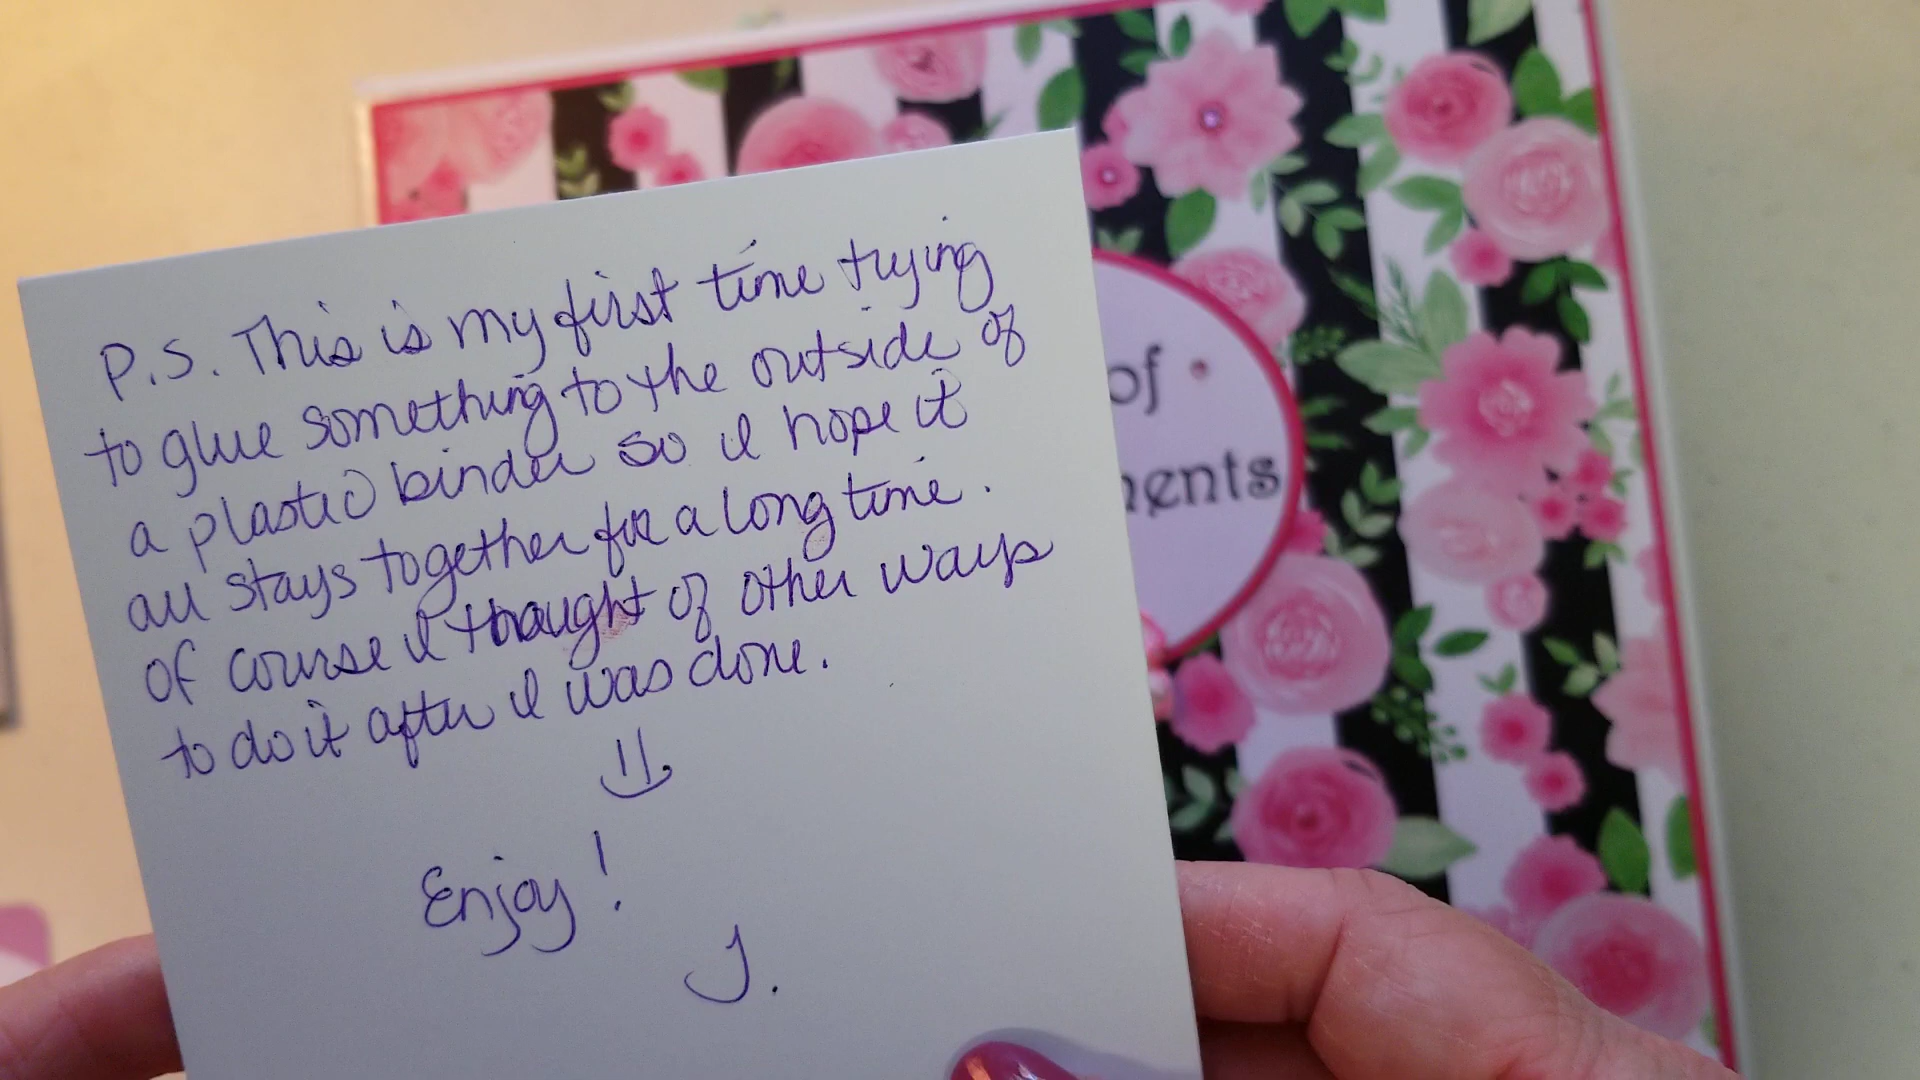 P.S. This is my first time trying
to glue something to the outside of
a plastic binder so I hope it
all stays together for a long time.
Of course I thought of other ways
to do it after I was done.
Enjoy!
J.
of
ents